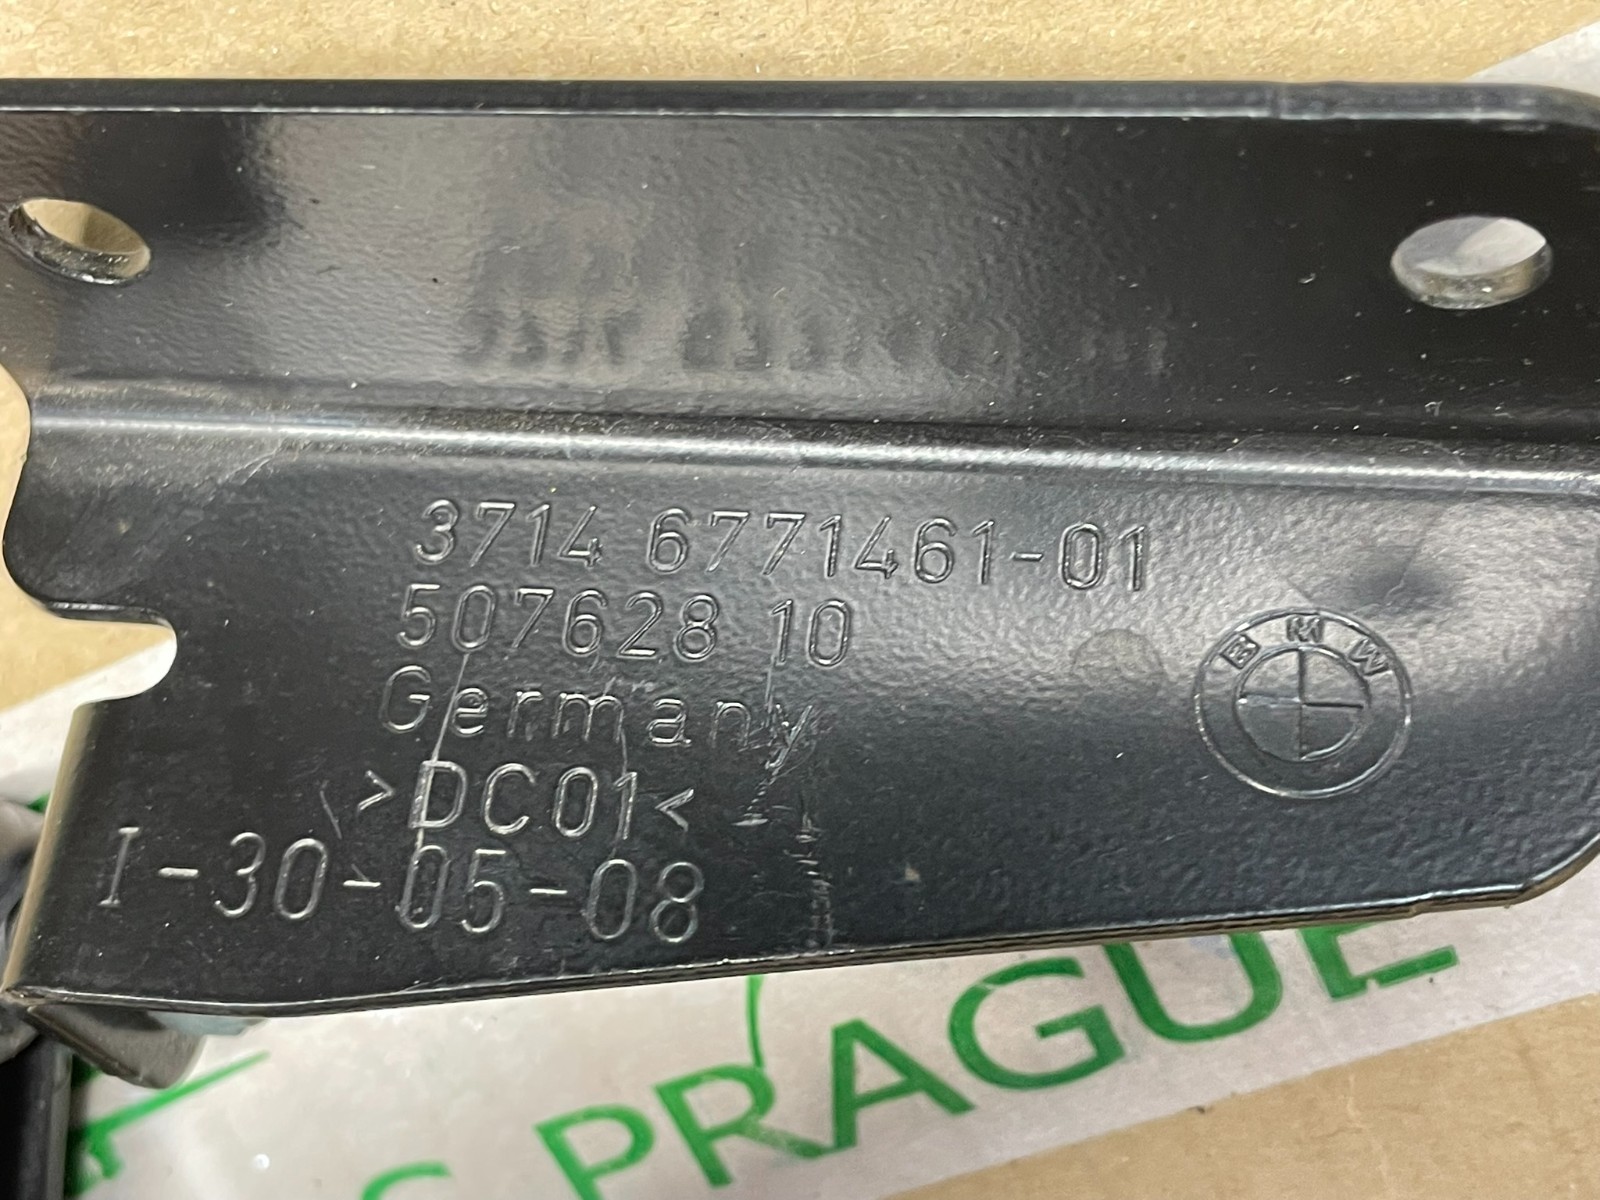 3714 6771461-01
507628 10
Germany
>DC01<
I-30-05-08
BMW
PRAGUE